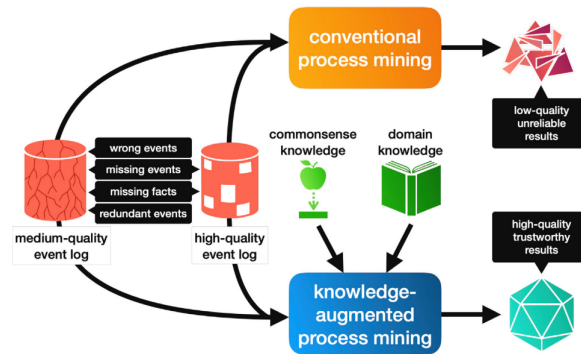 conventional
process mining
low-quality
unreliable
results
commonsense
knowledge
domain
knowledge
wrong events
missing events
missing facts
redundant events
medium-quality
event log
high-quality
event log
high-quality
trustworthy
results
knowledge-
augmented
process mining